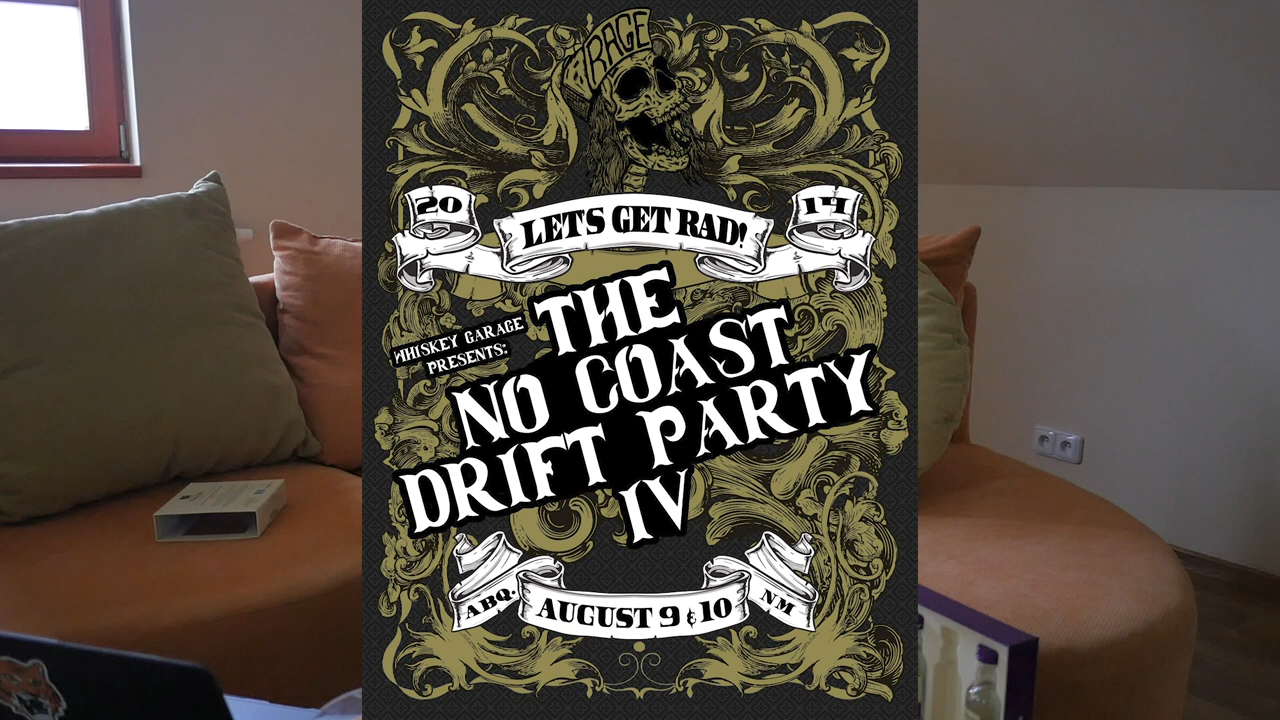 GARAGE
20
LET'S GET RAD!
14
WHISKEY GARAGE
PRESENTS:
THE
NO COAST
DRIFT PARTY
IV
ABQ.
AUGUST 9 & 10
NM